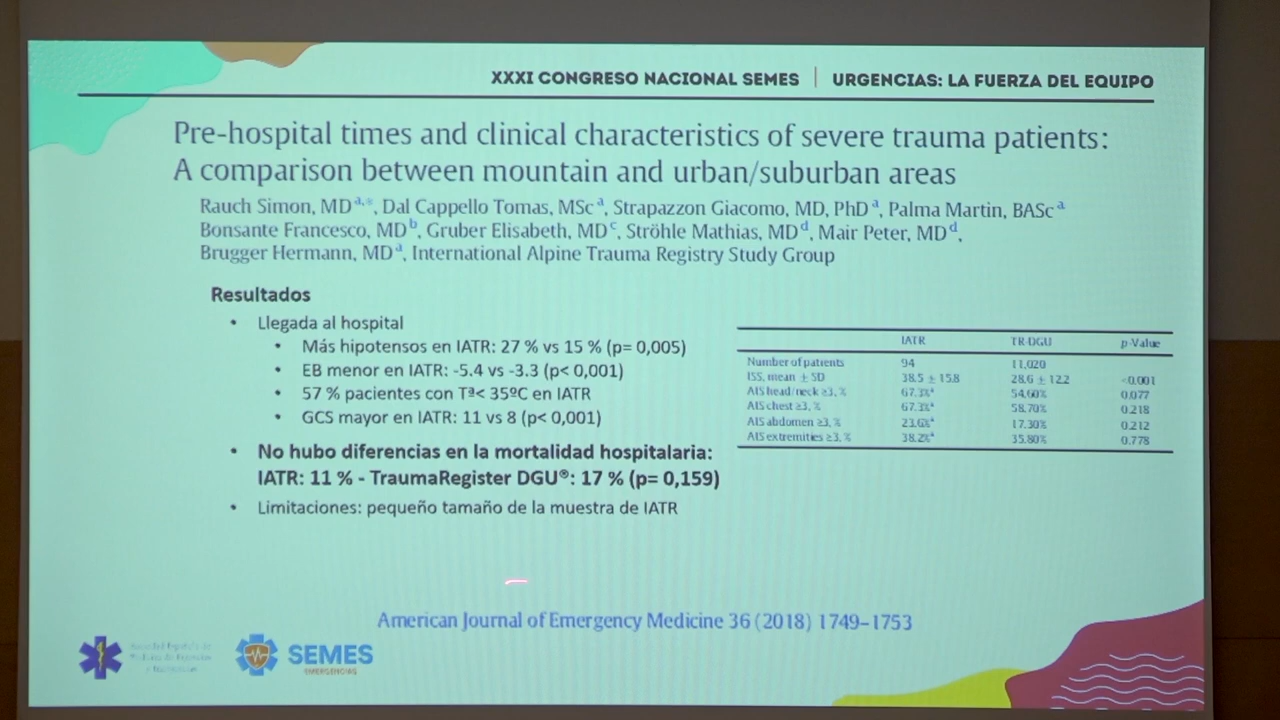 XXXI CONGRESO NACIONAL SEMES | URGENCIAS: LA FUERZA DEL EQUIPO
Pre-hospital times and clinical characteristics of severe trauma patients:
A comparison between mountain and urban/suburban areas
Rauch Simon, MD a,*, Dal Cappello Tomas, MSc a, Strapazzon Giacomo, MD, PhD a, Palma Martin, BASc a
Bonsante Francesco, MD b, Gruber Elisabeth, MD c, Ströhle Mathias, MD d, Mair Peter, MD d,
Brugger Hermann, MD a, International Alpine Trauma Registry Study Group
Resultados
• Llegada al hospital
• Más hipotensos en IATR: 27 % vs 15 % (p= 0,005)
• EB menor en IATR: -5.4 vs -3.3 (p< 0,001)
• 57 % pacientes con Tª< 35ºC en IATR
• GCS mayor en IATR: 11 vs 8 (p< 0,001)
• No hubo diferencias en la mortalidad hospitalaria:
IATR: 11 % - TraumaRegister DGU®: 17 % (p= 0,159)
• Limitaciones: pequeño tamaño de la muestra de IATR
IATR TR-DGU p-Value
Number of patients 94 11,020
ISS, mean ± SD 38.5 ± 15.8 28.6 ± 12.2 <0.001
AIS head/neck ≥3, % 67.3%* 54.60% 0.077
AIS chest ≥3, % 67.3%* 58.70% 0.218
AIS abdomen ≥3, % 23.6%* 17.30% 0.212
AIS extremities ≥3, % 38.2%* 35.80% 0.778
American Journal of Emergency Medicine 36 (2018) 1749–1753
Sociedad Española de
Medicina de Urgencias
y Emergencias
SEMES
EMERGENCIAS